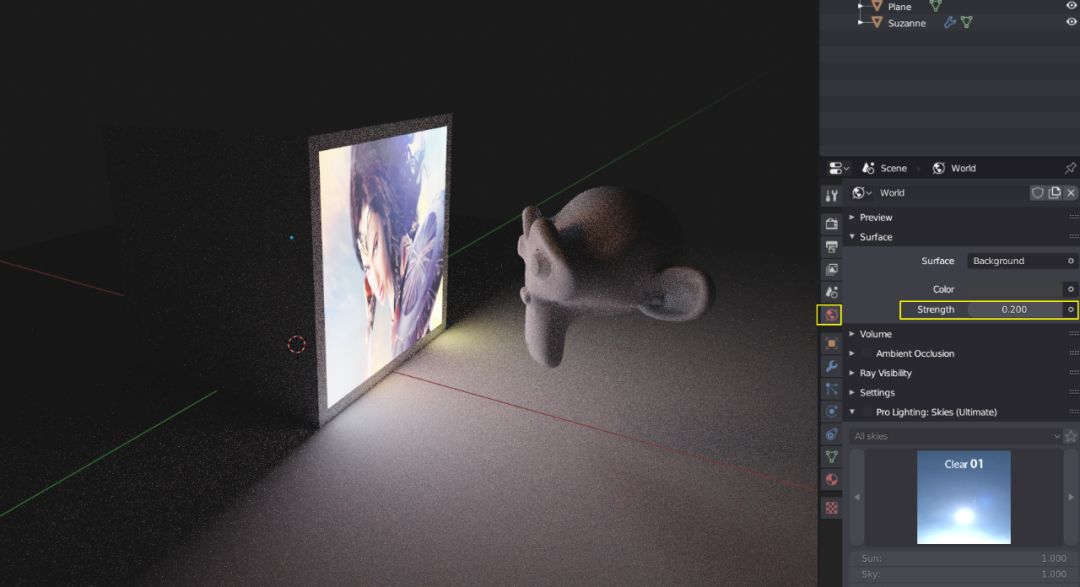 Plane
Suzanne
Scene World
World
Preview
Surface
Surface Background
Color
Strength 0.200
Volume
Ambient Occlusion
Ray Visibility
Settings
Pro Lighting: Skies (Ultimate)
All skies
Clear 01
Sun: 1.000
Sky: 1.000